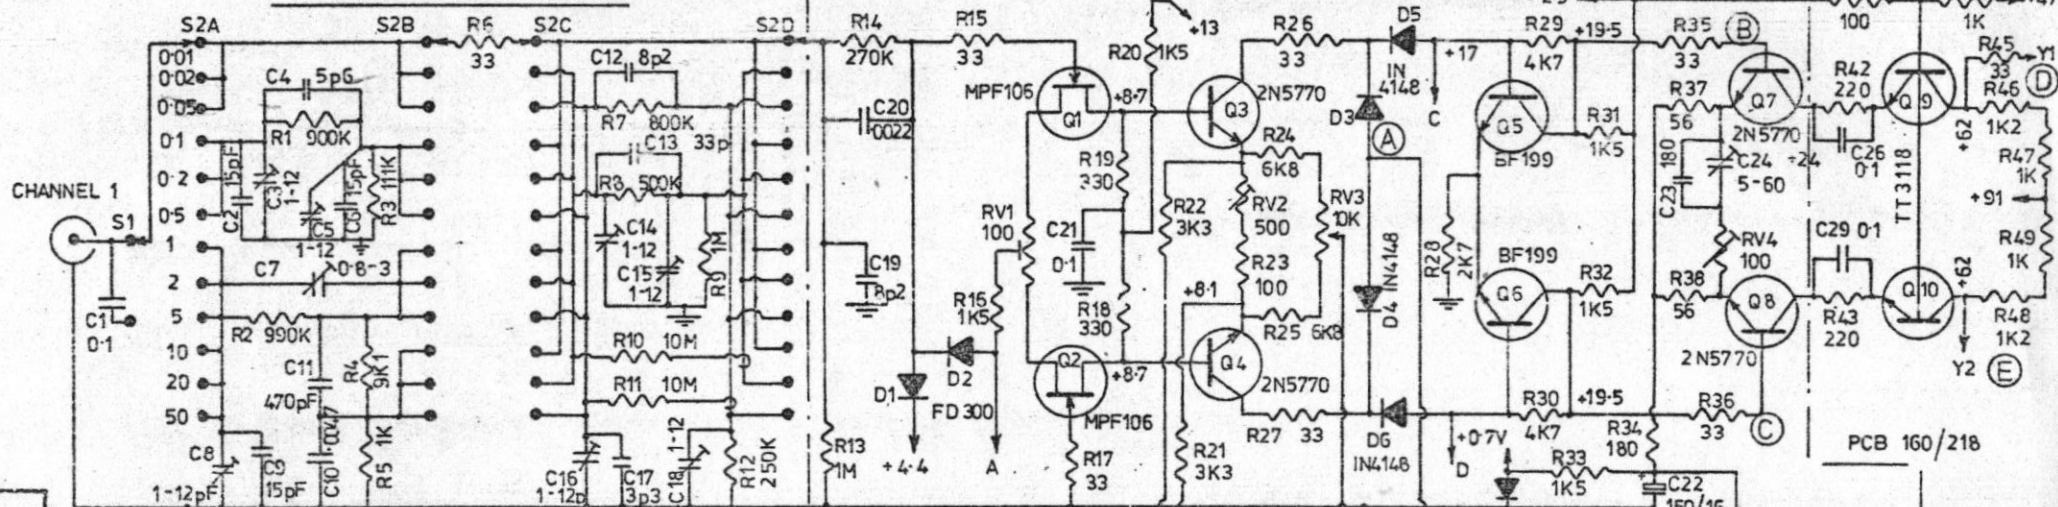 CHANNEL 1
S1
C1
0·1
S2A
0·01
0·02
0·05
0·1
0·2
0·5
1
2
5
10
20
50
C4
5p6
R1
900K
15pF
C2
C3
1-12
C5
1-12
15pF
C6
R3
111K
C7
0·8-3
R2
990K
C11
470pF
R4
9K1
C10
·0047
R5
1K
C8
1-12pF
C9
15pF
S2B
R6
33
S2C
C12
8p2
R7
800K
33p
C13
R8
500K
C14
1-12
C15
1-12
R9
1M
R10
10M
R11
10M
C16
1-12p
C17
3p3
C18
1-12
R12
250K
S2D
R14
270K
C20
·0022
C19
8p2
R13
1M
R15
33
D1
+4·4
D2
FD300
A
R16
1K5
RV1
100
MPF106
Q1
+8·7
Q2
+8·7
MPF106
R17
33
R19
330
C21
0·1
R18
330
R20
1K5
+13
Q3
2N5770
R22
3K3
R24
6K8
RV2
500
RV3
10K
R23
100
+8·1
R25
6K8
Q4
2N5770
R21
3K3
R26
33
R27
33
D5
IN
4148
D3
A
D4
IN4148
D6
IN4148
+17
C
R29
4K7
+19·5
Q5
BF199
R31
1K5
R28
2K7
BF199
Q6
R32
1K5
R30
4K7
+19·5
+0·7V
D
R33
1K5
R34
180
C22
150/16
R35
33
B
R37
56
Q7
2N5770
C23
180
C24
5-60
+24
RV4
100
R38
56
Q8
2N5770
R36
33
C
100
1K
R42
220
C26
0·1
Q9
TT3118
C29
0·1
R43
220
Q10
R45
33
Y1
D
R46
1K2
+62
R47
1K
+91
R49
1K
+62
R48
1K2
Y2
E
PCB 160/218